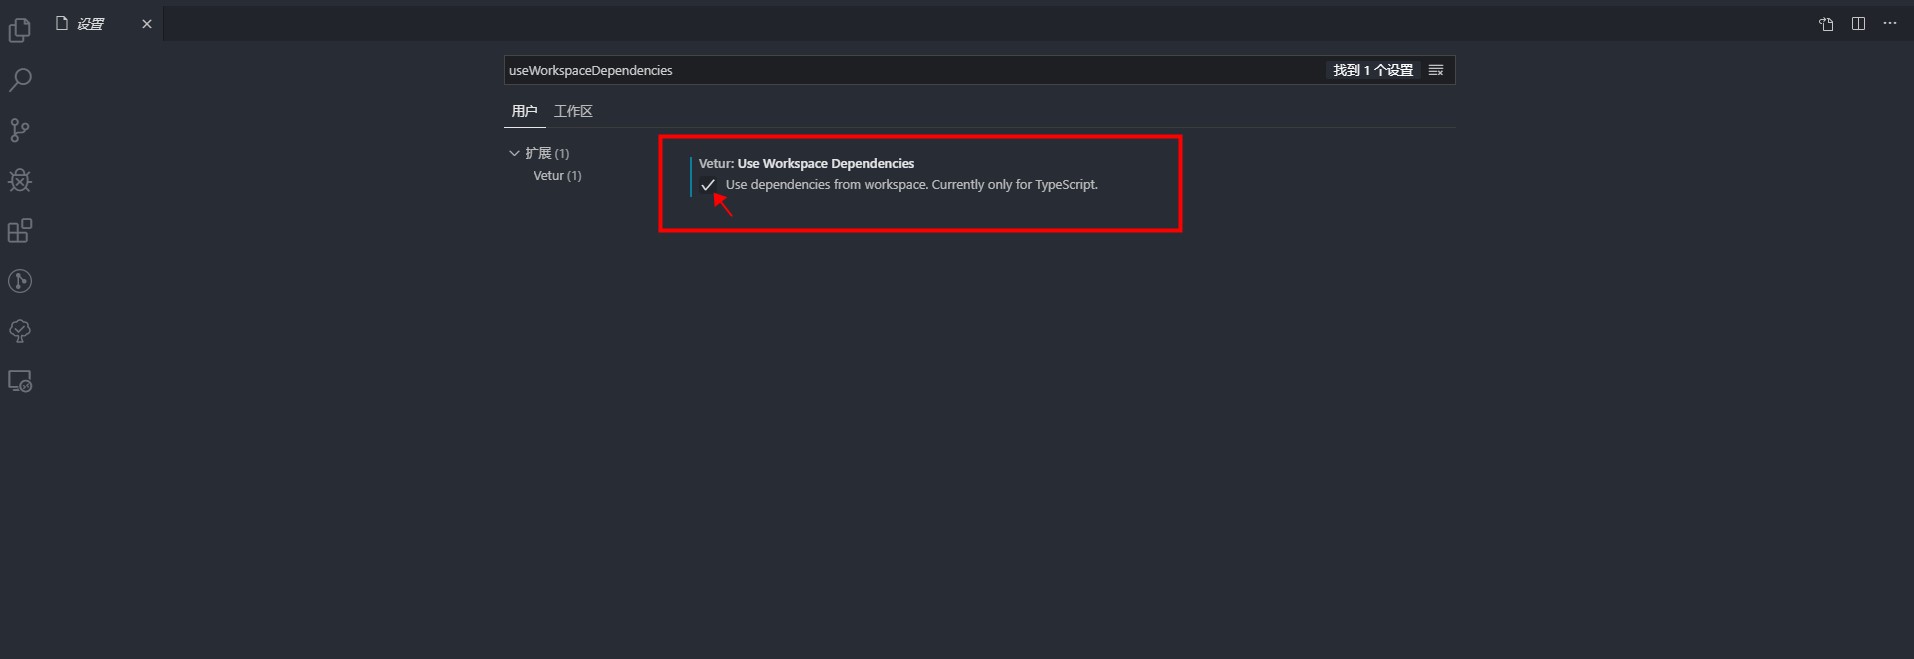 设置
useWorkspaceDependencies
找到 1 个设置
用户 工作区
扩展 (1)
Vetur (1)
Vetur: Use Workspace Dependencies
Use dependencies from workspace. Currently only for TypeScript.